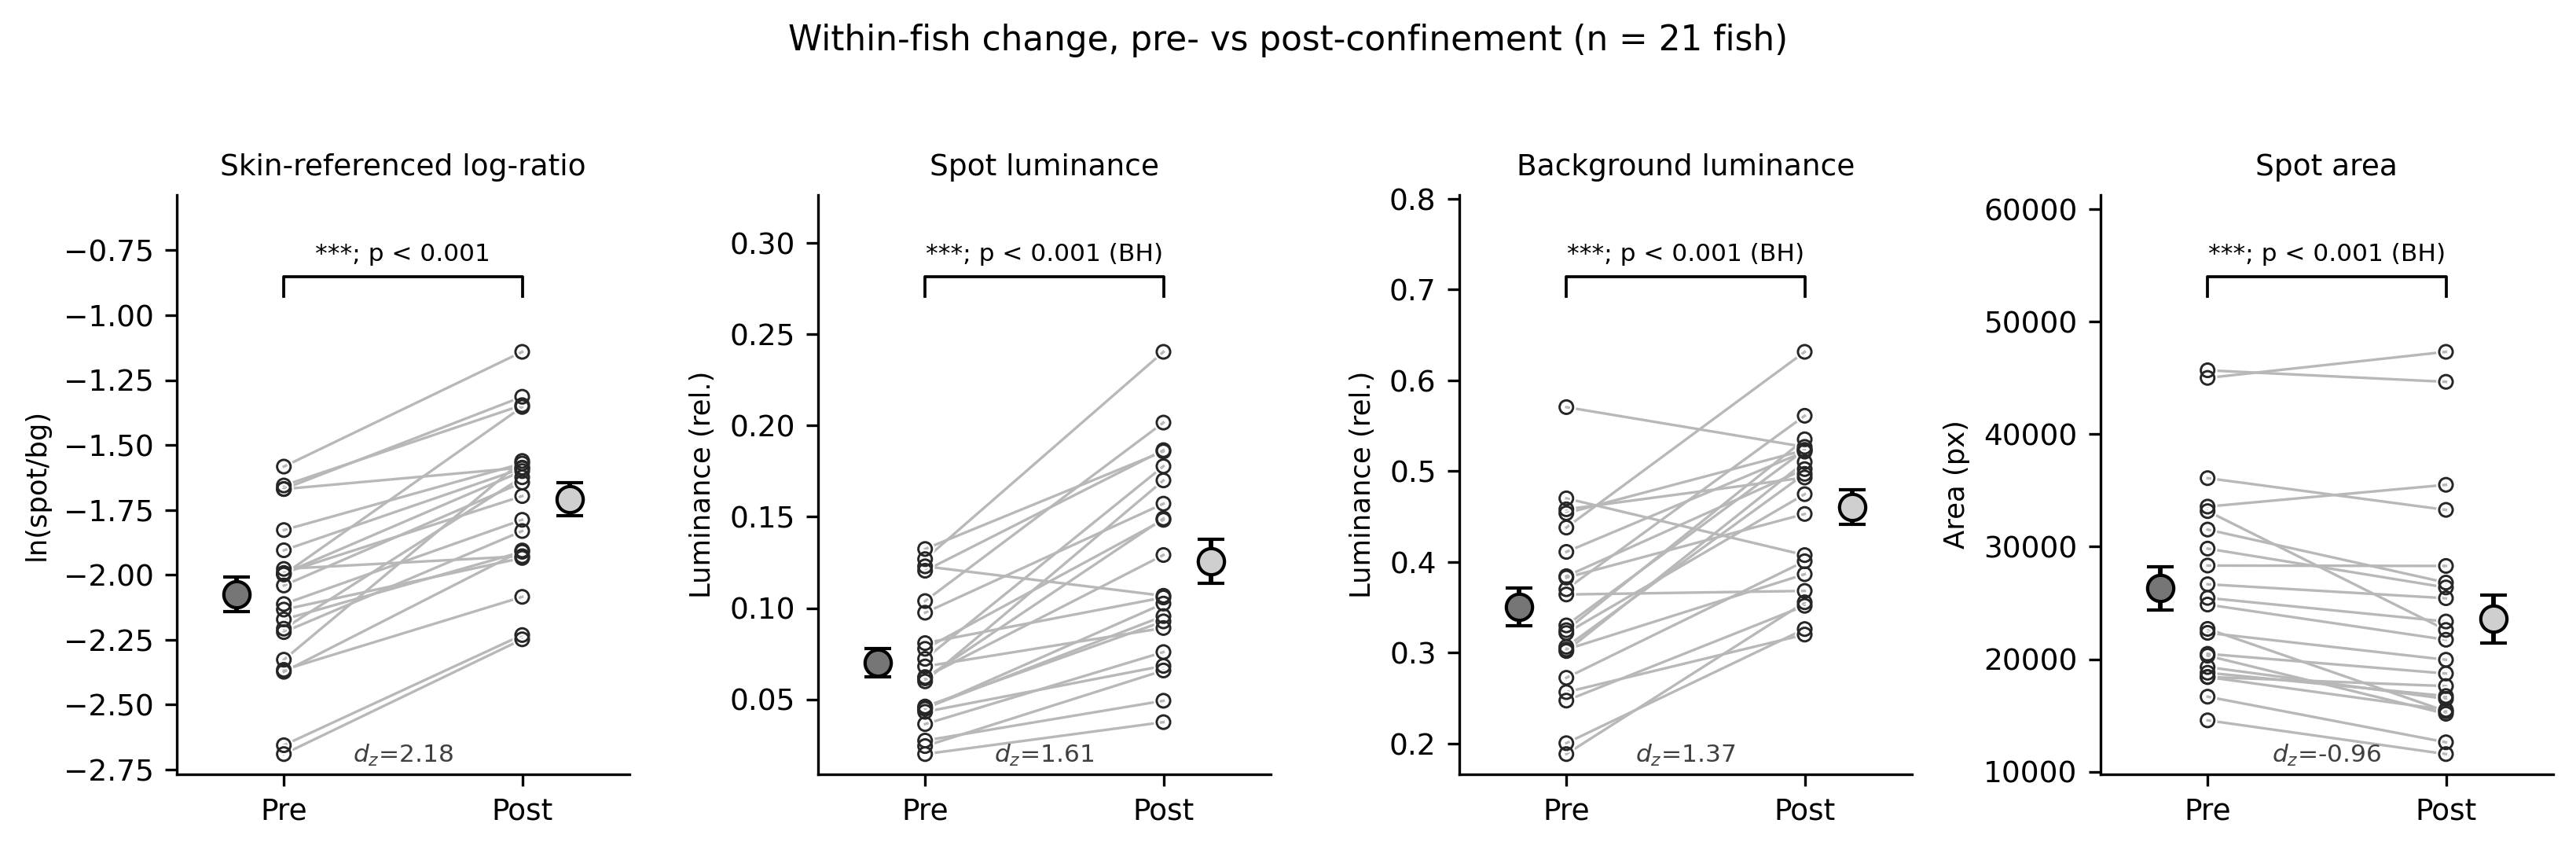 Within-fish change, pre- vs post-confinement (n = 21 fish)
Skin-referenced log-ratio
***; p < 0.001
ln(spot/bg)
−0.75
−1.00
−1.25
−1.50
−1.75
−2.00
−2.25
−2.50
−2.75
dz=2.18
Pre Post
Spot luminance
***; p < 0.001 (BH)
Luminance (rel.)
0.30
0.25
0.20
0.15
0.10
0.05
dz=1.61
Pre Post
Background luminance
***; p < 0.001 (BH)
Luminance (rel.)
0.8
0.7
0.6
0.5
0.4
0.3
0.2
dz=1.37
Pre Post
Spot area
***; p < 0.001 (BH)
Area (px)
60000
50000
40000
30000
20000
10000
dz=-0.96
Pre Post